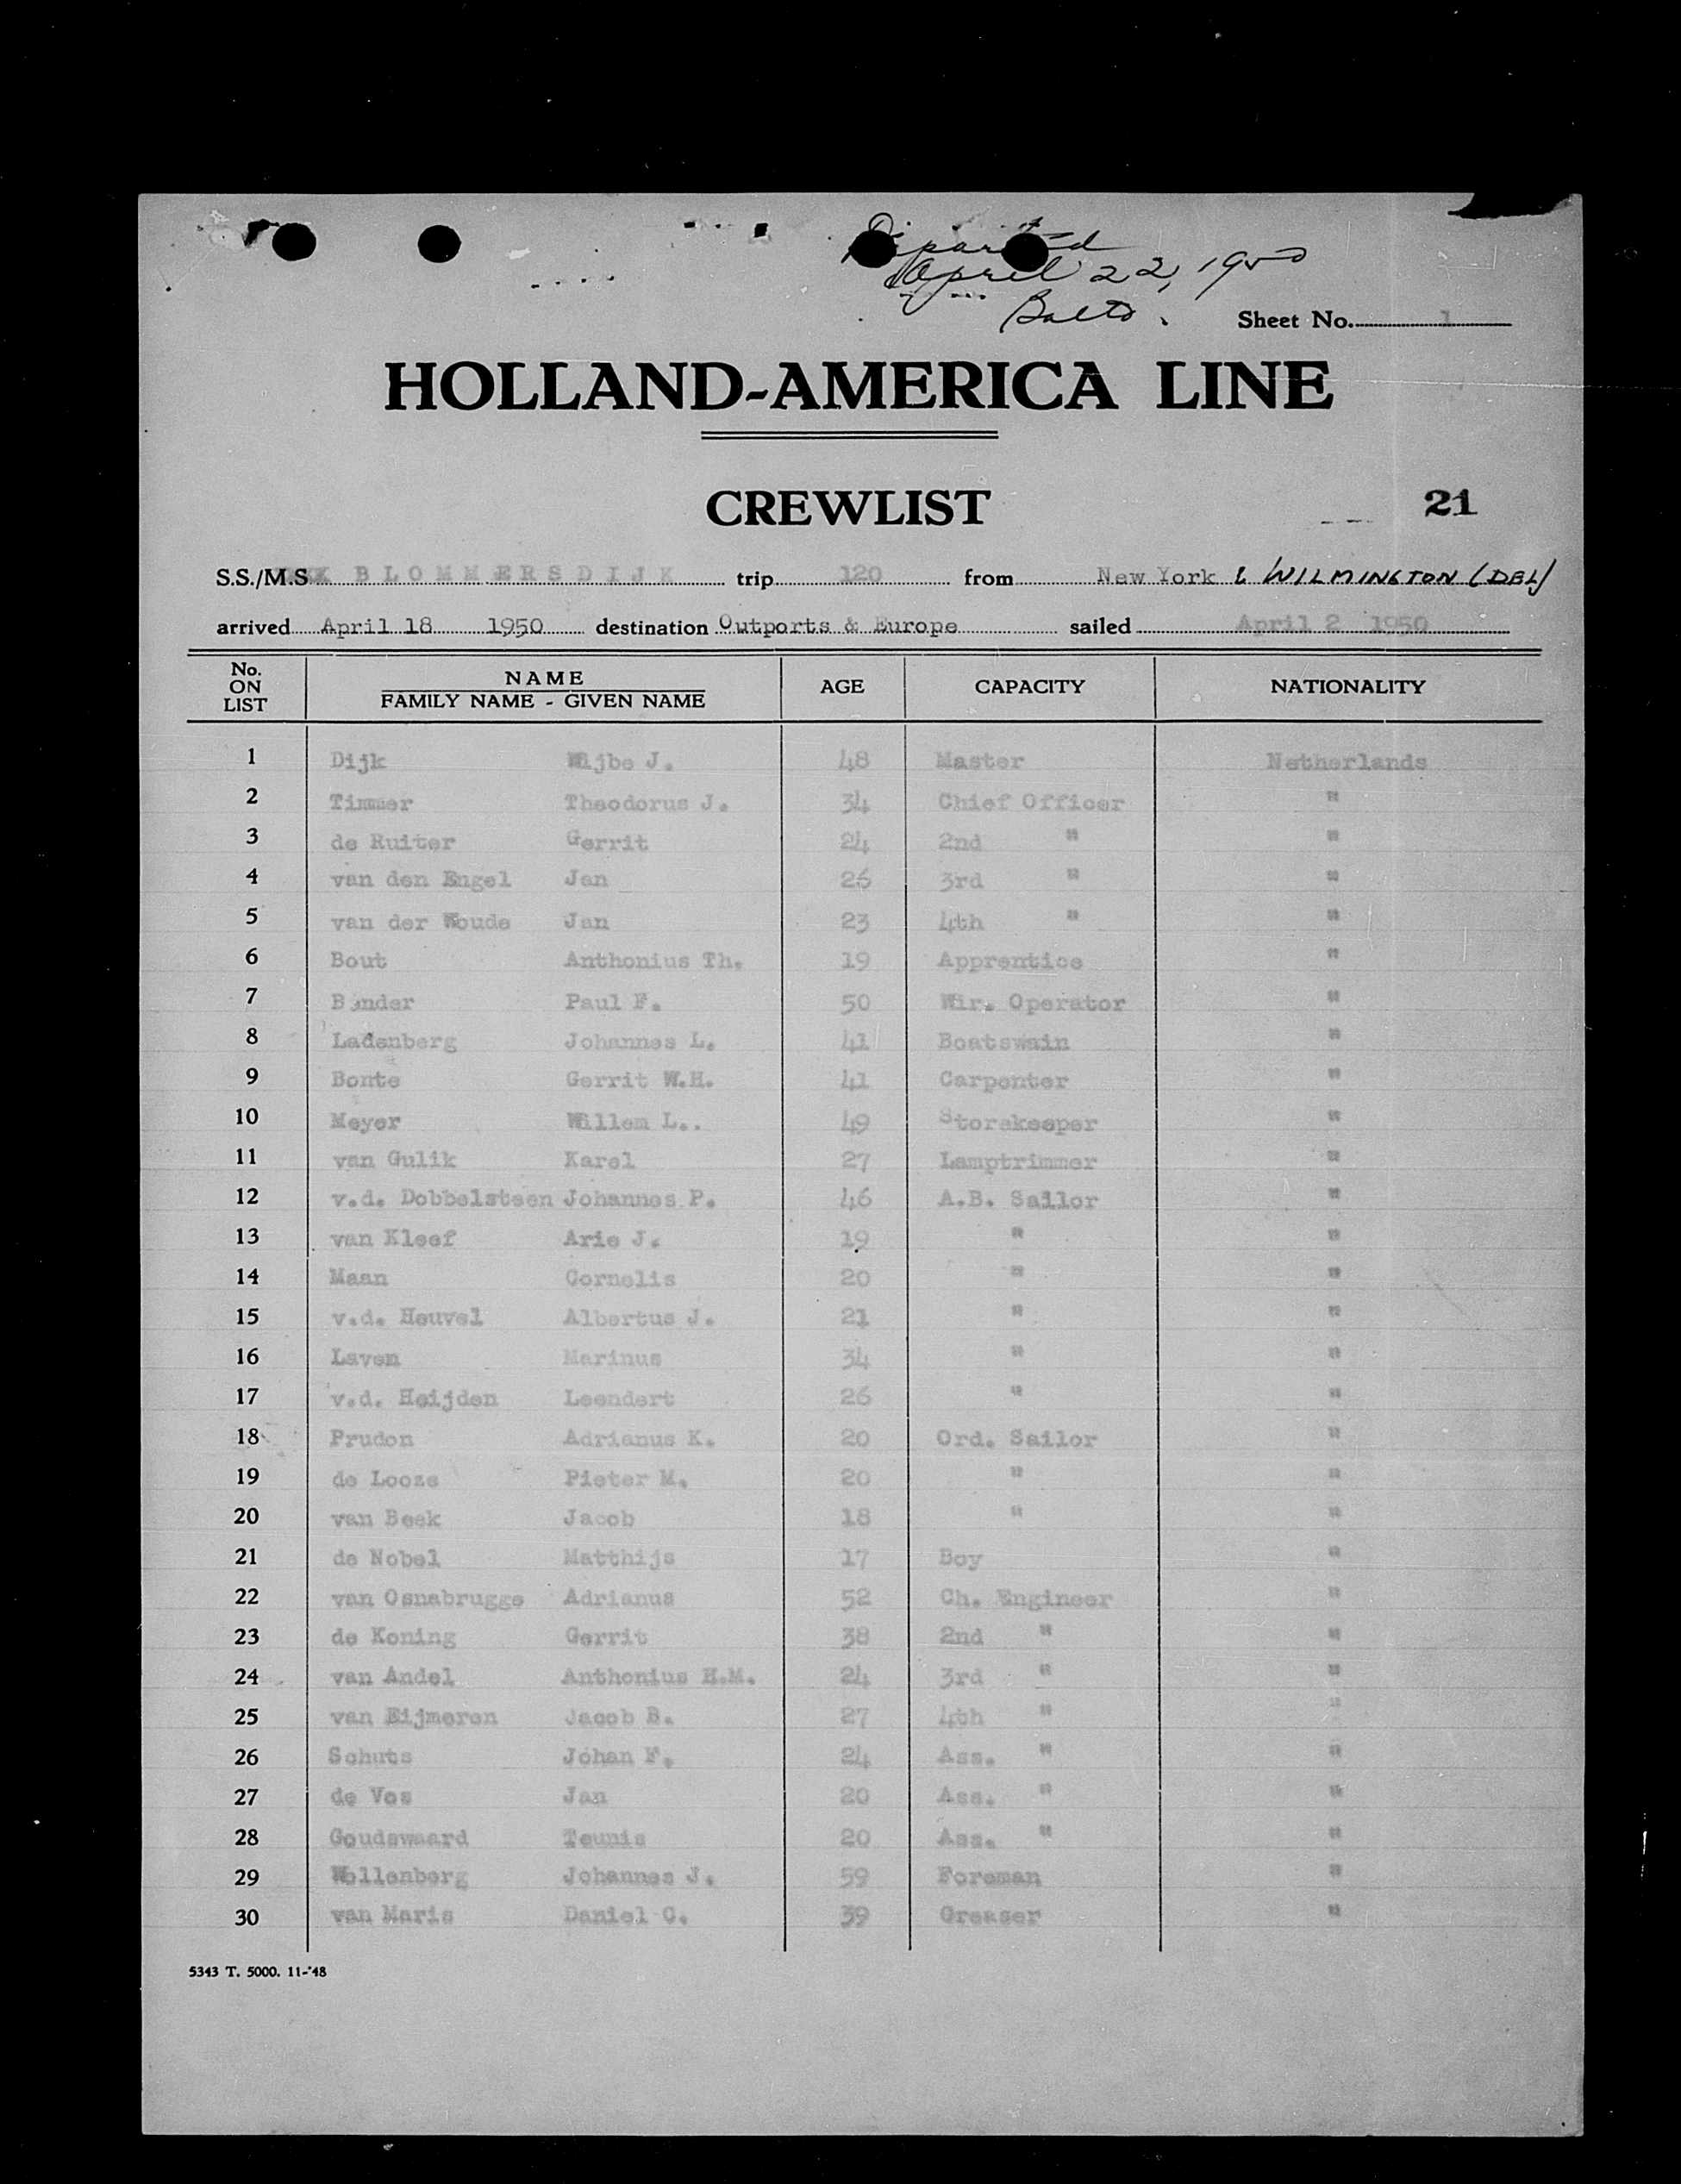 Departed
April 22, 1950
Balto.
Sheet No. 1
HOLLAND-AMERICA LINE
CREWLIST
21
S.S./M.S. BLOMMERSDIJK trip 120 from New York & WILMINGTON (DEL)
arrived April 18 1950 destination Outports & Europe sailed April 2 1950
No. ON LIST NAME FAMILY NAME - GIVEN NAME AGE CAPACITY NATIONALITY
1 Dijk Wijbe J. 48 Master Netherlands
2 Timmer Theodorus J. 34 Chief Officer "
3 de Ruiter Gerrit 24 2nd " "
4 van den Engel Jan 26 3rd " "
5 van der Woude Jan 23 4th " "
6 Bout Anthonius Th. 19 Apprentice "
7 Binder Paul F. 50 Wir. Operator "
8 Ladenberg Johannes L. 41 Boatswain "
9 Bonte Gerrit W.H. 41 Carpenter "
10 Meyer Willem L.. 49 Storekeeper "
11 van Gulik Karel 27 Lamptrimmer "
12 v.d. Dobbelsteen Johannes P. 46 A.B. Sailor "
13 van Kleef Arie J. 19 " "
14 Maan Cornelis 20 " "
15 v.d. Heuvel Albertus J. 21 " "
16 Laven Marinus 34 " "
17 v.d. Heijden Leendert 26 " "
18 Prudon Adrianus K. 20 Ord. Sailor "
19 de Looze Pieter M. 20 " "
20 van Beek Jacob 18 " "
21 de Nobel Matthijs 17 Boy "
22 van Osnabrugge Adrianus 52 Ch. Engineer "
23 de Koning Gerrit 38 2nd " "
24 van Andel Anthonius H.M. 24 3rd " "
25 van Eijmeren Jacob B. 27 4th " "
26 Schuts Johan F. 24 Ass. " "
27 de Vos Jan 20 Ass. " "
28 Goudswaard Teunis 20 Ass. " "
29 Wollenberg Johannes J. 59 Foreman "
30 van Maris Daniel C. 39 Greaser "
5343 T. 5000. 11-'48